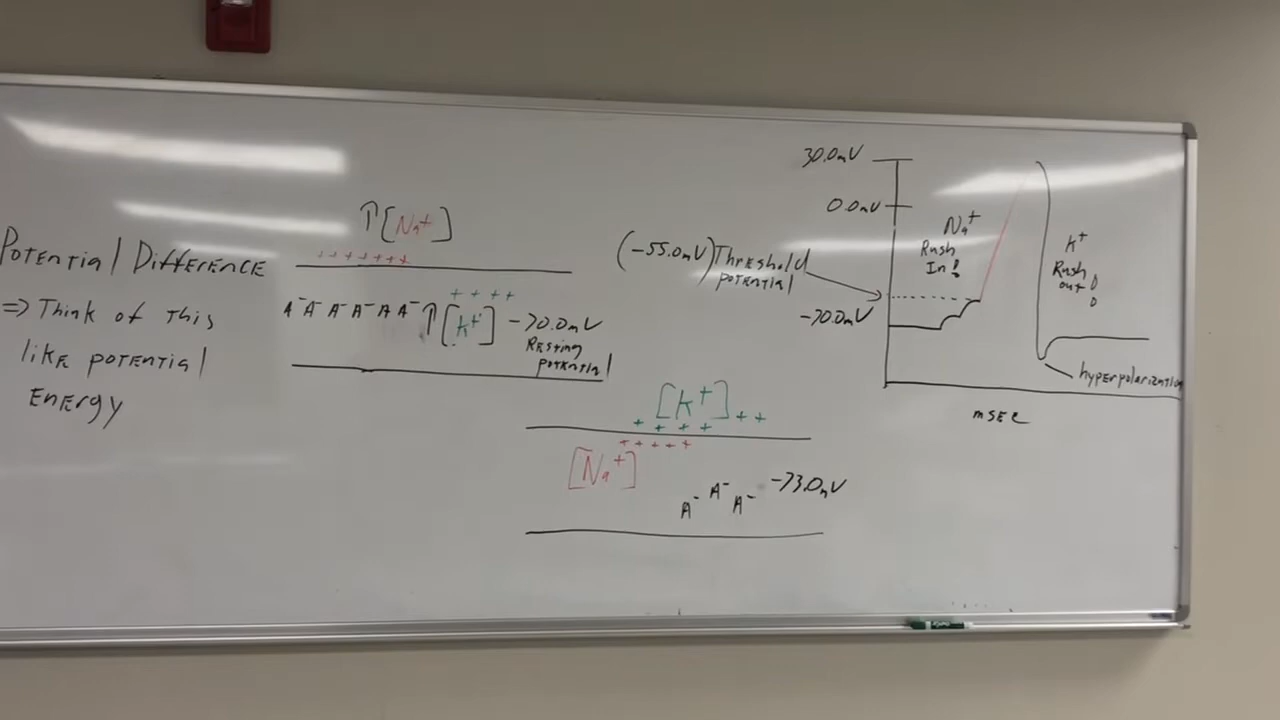 Potential Difference
=> Think of this
like potential
Energy
↑[Na+]
+ + + + + + +
A- A- A- A- A A- ↑[K+]
+ + + +
-70.0mV
Resting
potential
[K+] + +
+ + + +
+ + + + +
[Na+]
A- A- A-
-73.0mV
30.0mV
0.0mV
(-55.0mV) Threshold
potential
-70.0mV
Na+
Rush
In!
K+
Rush
out!
hyperpolarization
msec